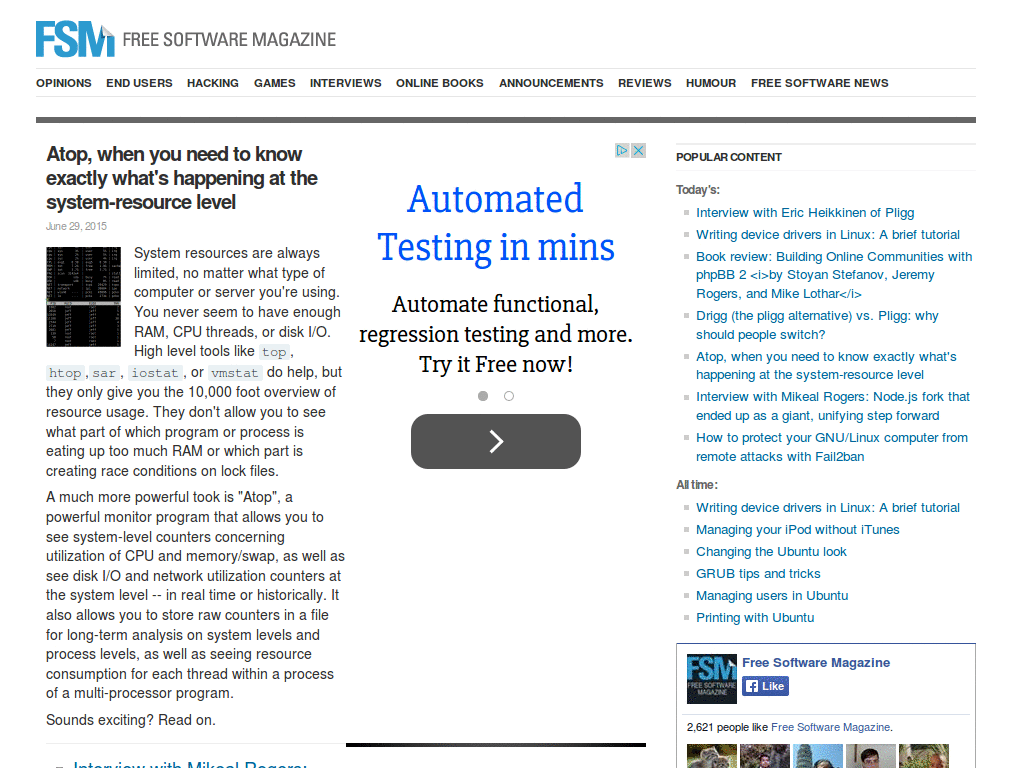 FSM FREE SOFTWARE MAGAZINE
OPINIONS END USERS HACKING GAMES INTERVIEWS ONLINE BOOKS ANNOUNCEMENTS REVIEWS HUMOUR FREE SOFTWARE NEWS
Atop, when you need to know
exactly what's happening at the
system-resource level
June 29, 2015
System resources are always
limited, no matter what type of
computer or server you're using.
You never seem to have enough
RAM, CPU threads, or disk I/O.
High level tools like top,
htop, sar, iostat, or vmstat do help, but
they only give you the 10,000 foot overview of
resource usage. They don't allow you to see
what part of which program or process is
eating up too much RAM or which part is
creating race conditions on lock files.
A much more powerful took is "Atop", a
powerful monitor program that allows you to
see system-level counters concerning
utilization of CPU and memory/swap, as well as
see disk I/O and network utilization counters at
the system level -- in real time or historically. It
also allows you to store raw counters in a file
for long-term analysis on system levels and
process levels, as well as seeing resource
consumption for each thread within a process
of a multi-processor program.
Sounds exciting? Read on.
Interview with Mikeal Rogers:
Automated
Testing in mins
Automate functional,
regression testing and more.
Try it Free now!
POPULAR CONTENT
Today's:
Interview with Eric Heikkinen of Pligg
Writing device drivers in Linux: A brief tutorial
Book review: Building Online Communities with
phpBB 2 <i>by Stoyan Stefanov, Jeremy
Rogers, and Mike Lothar</i>
Drigg (the pligg alternative) vs. Pligg: why
should people switch?
Atop, when you need to know exactly what's
happening at the system-resource level
Interview with Mikeal Rogers: Node.js fork that
ended up as a giant, unifying step forward
How to protect your GNU/Linux computer from
remote attacks with Fail2ban
All time:
Writing device drivers in Linux: A brief tutorial
Managing your iPod without iTunes
Changing the Ubuntu look
GRUB tips and tricks
Managing users in Ubuntu
Printing with Ubuntu
FSM
FREE SOFTWARE
MAGAZINE
Free Software Magazine
Like
2,621 people like Free Software Magazine.